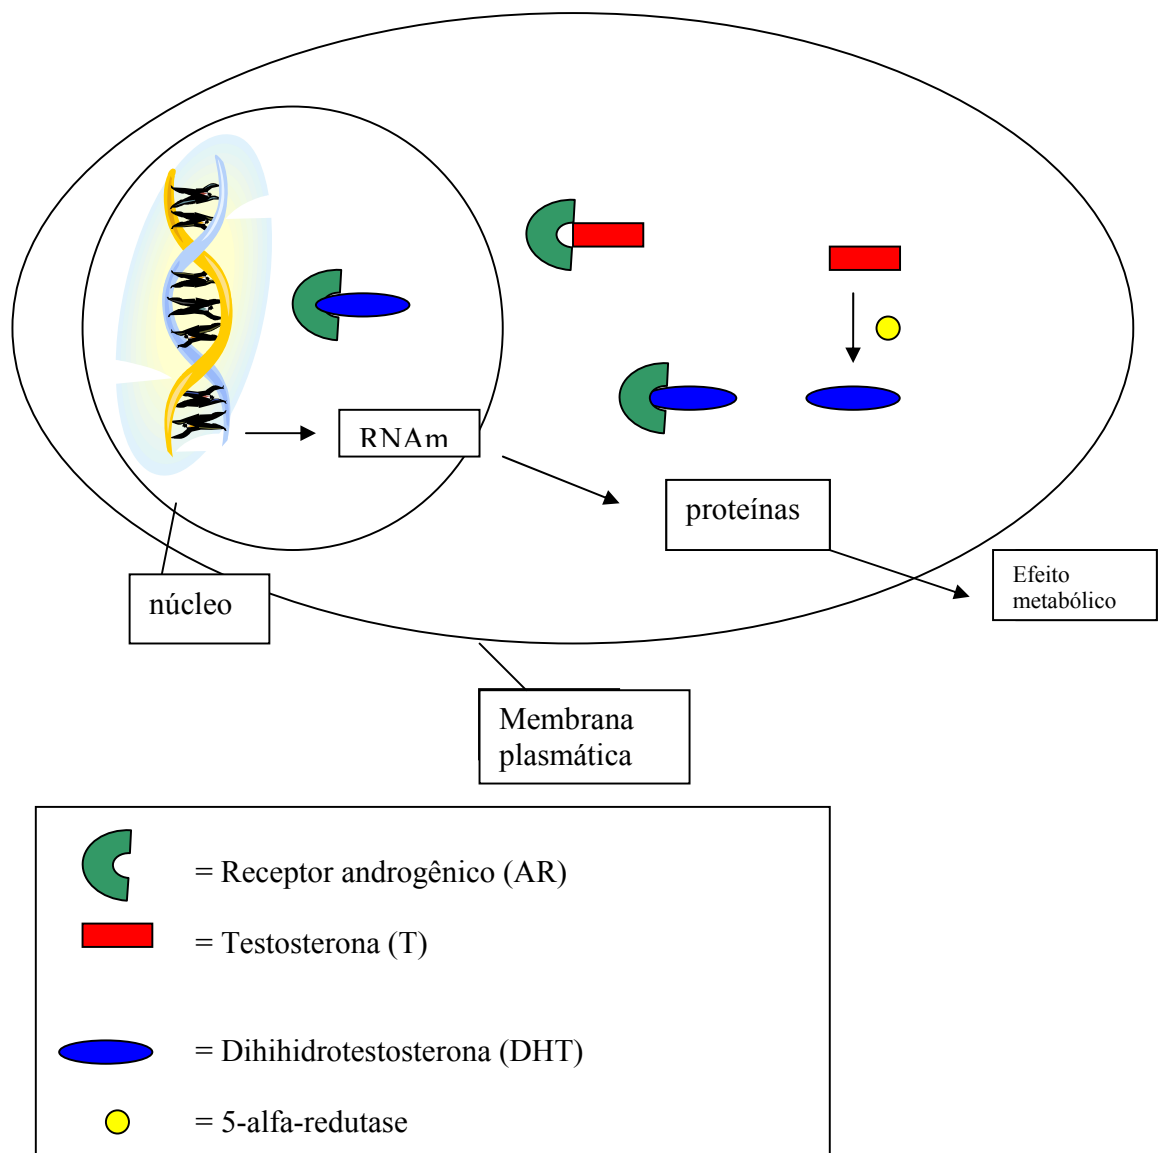 RNAm
proteínas
Efeito
metabólico
núcleo
Membrana
plasmática
= Receptor androgênico (AR)
= Testosterona (T)
= Dihihidrotestosterona (DHT)
= 5-alfa-redutase